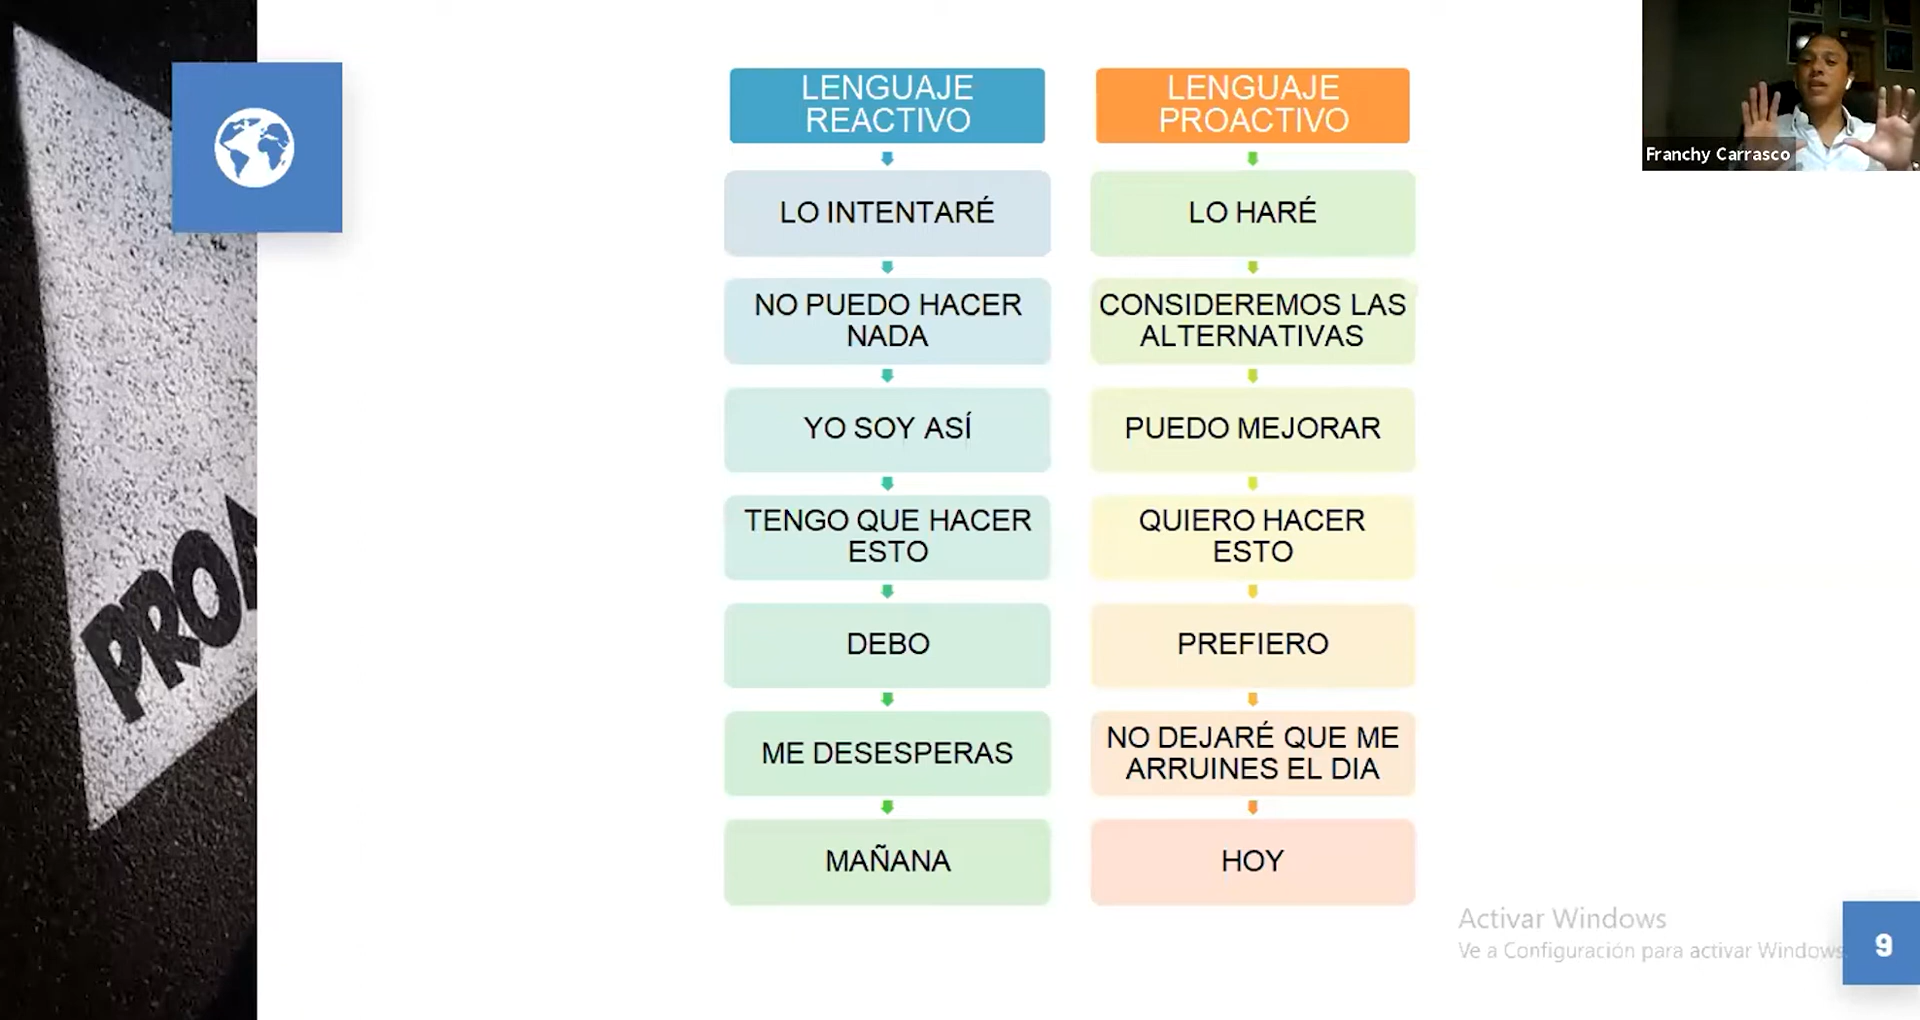 LENGUAJE
REACTIVO
LO INTENTARÉ
NO PUEDO HACER
NADA
YO SOY ASÍ
TENGO QUE HACER
ESTO
DEBO
ME DESESPERAS
MAÑANA
LENGUAJE
PROACTIVO
LO HARÉ
CONSIDEREMOS LAS
ALTERNATIVAS
PUEDO MEJORAR
QUIERO HACER
ESTO
PREFIERO
NO DEJARÉ QUE ME
ARRUINES EL DIA
HOY
Franchy Carrasco
PROA
Activar Windows
Ve a Configuración para activar Windows.
9